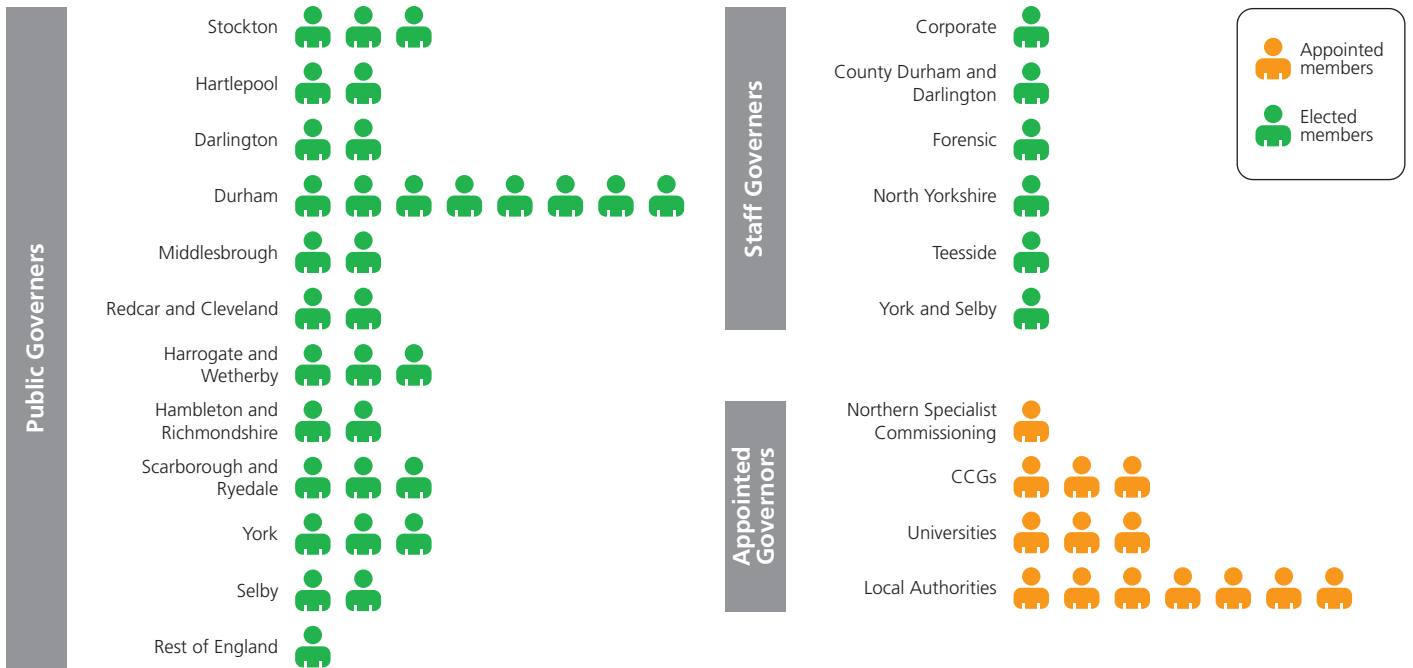 Public Governers
Stockton
Hartlepool
Darlington
Durham
Middlesbrough
Redcar and Cleveland
Harrogate and
Wetherby
Hambleton and
Richmondshire
Scarborough and
Ryedale
York
Selby
Rest of England
Staff Governers
Corporate
County Durham and
Darlington
Forensic
North Yorkshire
Teesside
York and Selby
Appointed
Governors
Northern Specialist
Commissioning
CCGs
Universities
Local Authorities
Appointed
members
Elected
members